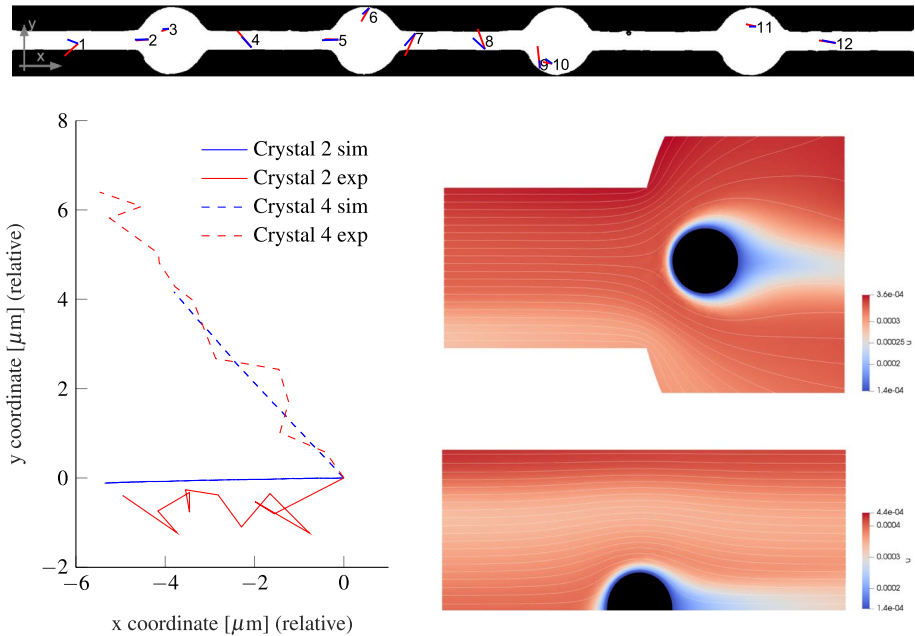 y
x
1
2
3
4
5
6
7
8
9
10
11
12
8
6
4
2
0
−2
−6
−4
−2
0
y coordinate [μm] (relative)
x coordinate [μm] (relative)
Crystal 2 sim
Crystal 2 exp
Crystal 4 sim
Crystal 4 exp
3.6e-04
0.0003
0.00025
0.0002
1.4e-04
4.4e-04
0.0003
0.0002
1.4e-04